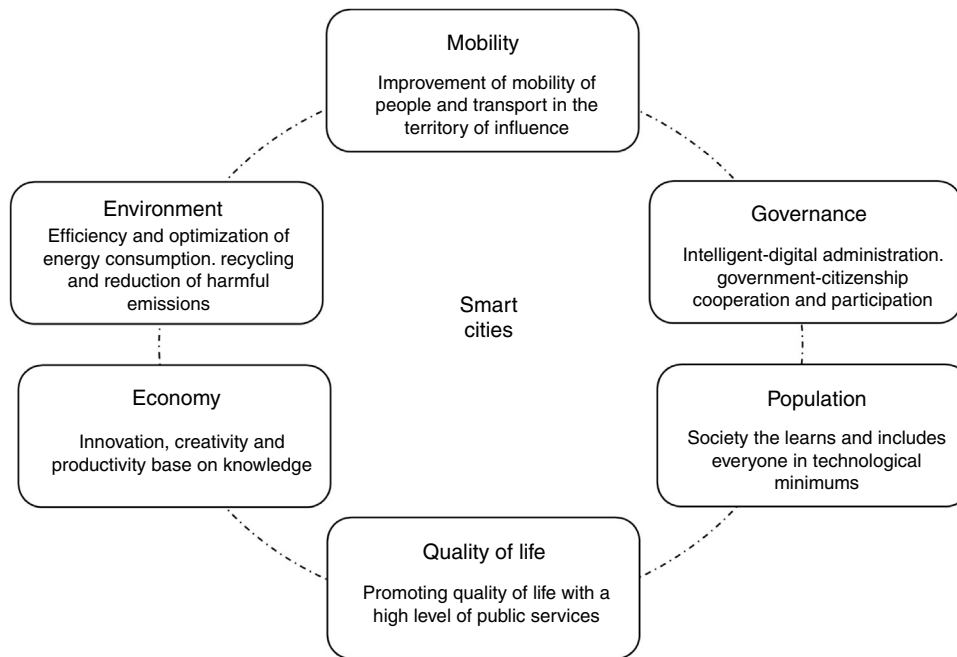 Mobility
Improvement of mobility of
people and transport in the
territory of influence
Environment
Efficiency and optimization of
energy consumption. recycling
and reduction of harmful
emissions
Governance
Intelligent-digital administration.
government-citizenship
cooperation and participation
Smart
cities
Economy
Innovation, creativity and
productivity base on knowledge
Population
Society the learns and includes
everyone in technological
minimums
Quality of life
Promoting quality of life with a
high level of public services